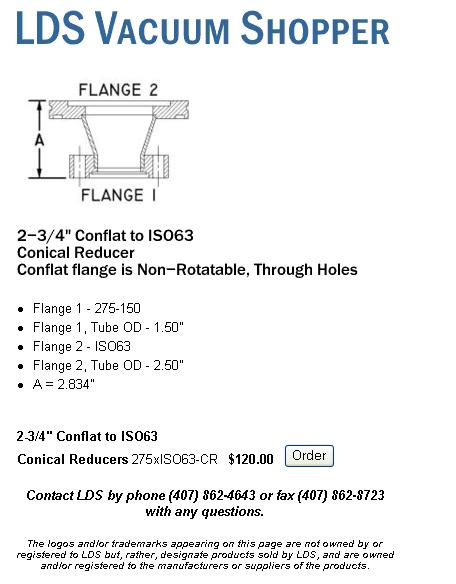 LDS VACUUM SHOPPER
FLANGE 2
A
FLANGE I
2-3/4" Conflat to ISO63
Conical Reducer
Conflat flange is Non-Rotatable, Through Holes
• Flange 1 - 275-150
• Flange 1, Tube OD - 1.50"
• Flange 2 - ISO63
• Flange 2, Tube OD - 2.50"
• A = 2.834"
2-3/4" Conflat to ISO63
Conical Reducers 275xISO63-CR $120.00 Order
Contact LDS by phone (407) 862-4643 or fax (407) 862-8723
with any questions.
The logos and/or trademarks appearing on this page are not owned by or
registered to LDS but, rather, designate products sold by LDS, and are owned
and/or registered to the manufacturers or suppliers of the products.